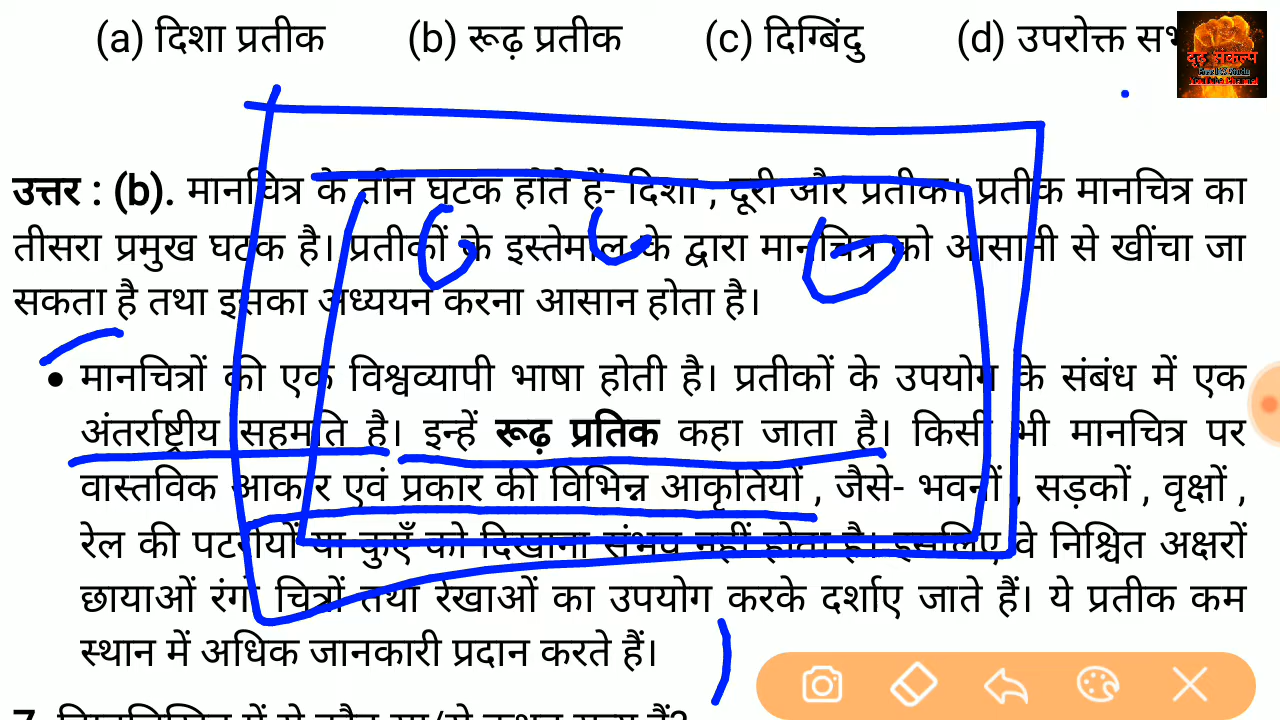 (a) दिशा प्रतीक (b) रूढ़ प्रतीक (c) दिग्बिंदु (d) उपरोक्त
दृढ़ संकल्प
उत्तर : (b). मानचित्र के तीन घटक होते हैं- दिशा , दूरी और प्रतीक। प्रतीक मानचित्र का
तीसरा प्रमुख घटक है। प्रतीकों के इस्तेमाल के द्वारा मानचित्र को आसानी से खींचा जा
सकता है तथा इसका अध्ययन करना आसान होता है।
• मानचित्रों की एक विश्वव्यापी भाषा होती है। प्रतीकों के उपयोग के संबंध में एक
अंतर्राष्ट्रीय सहमति है। इन्हें रूढ़ प्रतिक कहा जाता है। किसी भी मानचित्र पर
वास्तविक आकार एवं प्रकार की विभिन्न आकृतियों , जैसे- भवनों , सड़कों , वृक्षों ,
रेल की पटरीयों या कुएँ को दिखाना संभव नहीं होता है। इसलिए वे निश्चित अक्षरों
छायाओं रंगों चित्रों तथा रेखाओं का उपयोग करके दर्शाए जाते हैं। ये प्रतीक कम
स्थान में अधिक जानकारी प्रदान करते हैं।